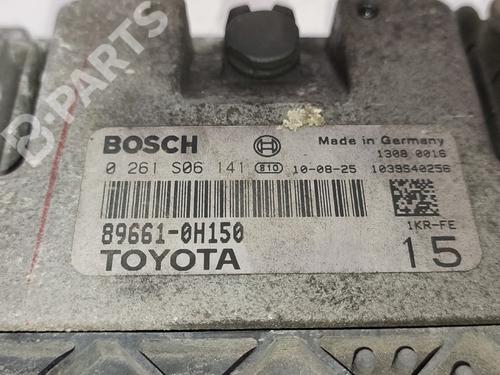 B-PARTS
BOSCH
Made in Germany
0 261 S06 141 810 10-08-25
1308 0016
1039S40256
89661-0H150
1KR-FE
TOYOTA
15